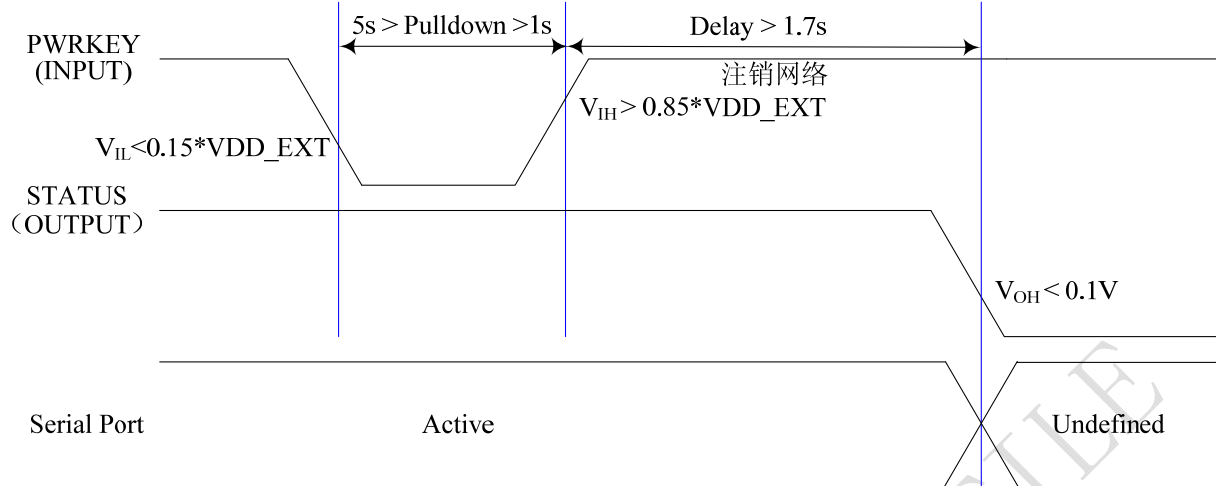 5s > Pulldown >1s
Delay > 1.7s
PWRKEY
(INPUT)
注销网络
VIH > 0.85*VDD_EXT
VIL<0.15*VDD_EXT
STATUS
（OUTPUT）
VOH < 0.1V
Serial Port
Active
Undefined